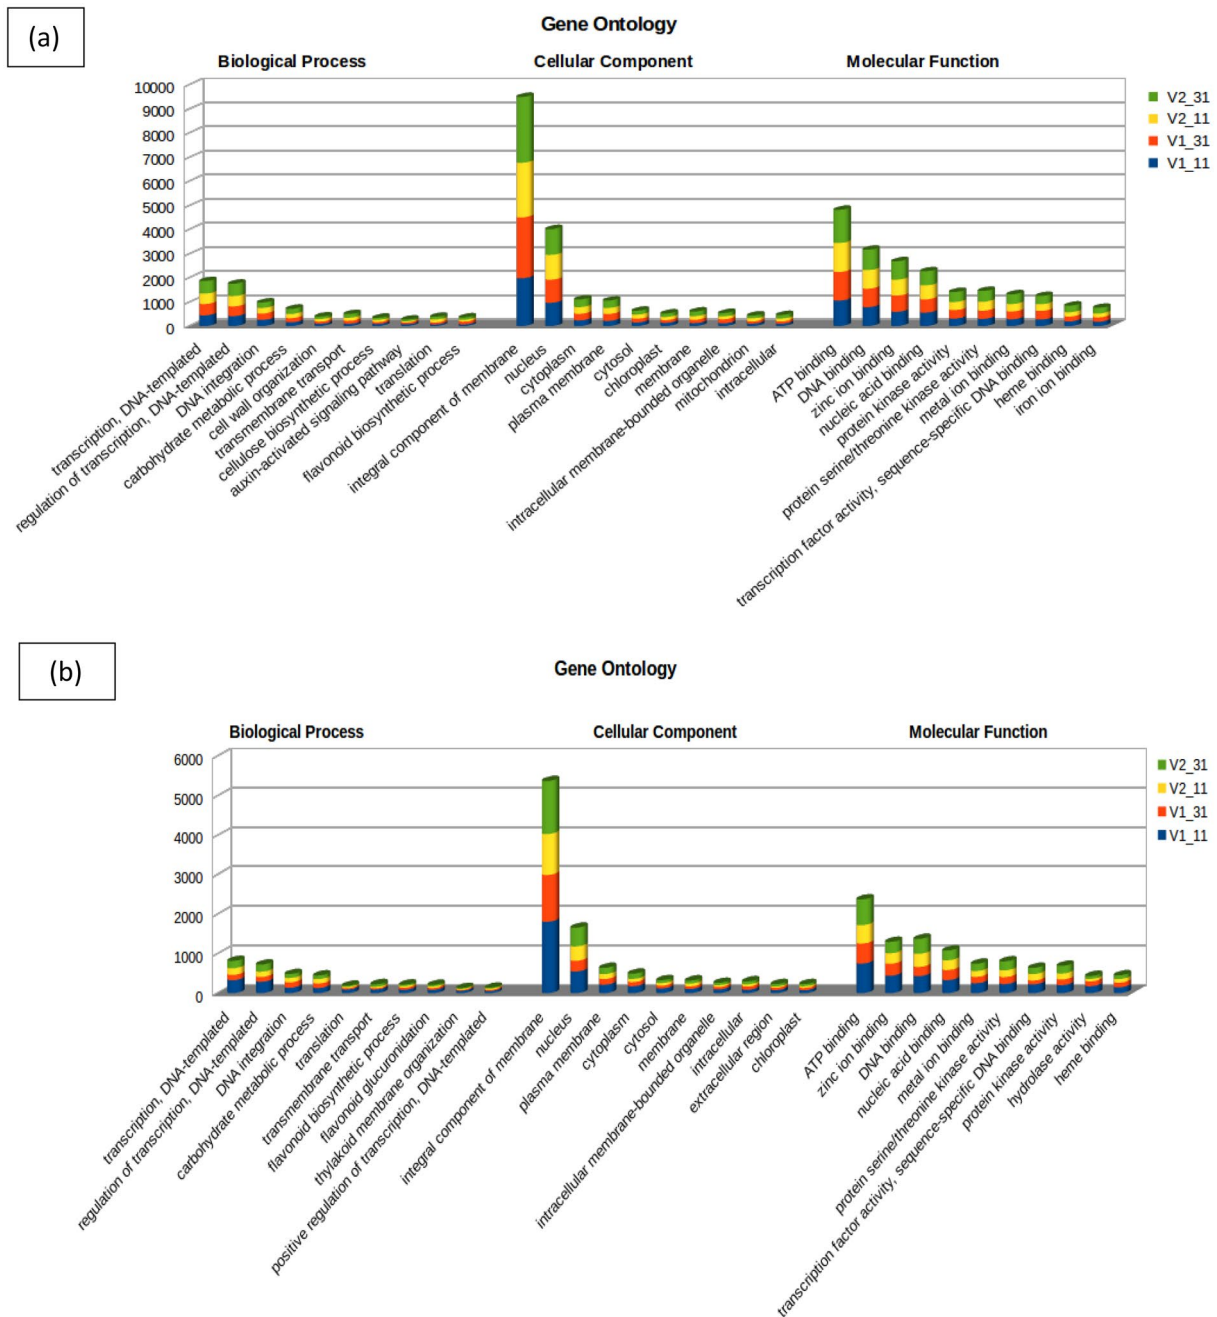 (a)
Gene Ontology
Biological Process
Cellular Component
Molecular Function
10000
9000
8000
7000
6000
5000
4000
3000
2000
1000
0
V2_31
V2_11
V1_31
V1_11
transcription, DNA-templated
regulation of transcription, DNA-templated
DNA integration
carbohydrate metabolic process
cell wall organization
transmembrane transport
cellulose biosynthetic process
auxin-activated signaling pathway
translation
flavonoid biosynthetic process
integral component of membrane
nucleus
cytoplasm
plasma membrane
cytosol
chloroplast
membrane
intracellular membrane-bounded organelle
mitochondrion
intracellular
ATP binding
DNA binding
zinc ion binding
nucleic acid binding
protein kinase activity
protein serine/threonine kinase activity
metal ion binding
transcription factor activity, sequence-specific DNA binding
heme binding
iron binding
(b)
Gene Ontology
Biological Process
Cellular Component
Molecular Function
6000
5000
4000
3000
2000
1000
0
V2_31
V2_11
V1_31
V1_11
transcription, DNA-templated
regulation of transcription, DNA-templated
DNA integration
carbohydrate metabolic process
translation
transmembrane transport
flavonoid biosynthetic process
flavonoid glucuronidation
thylakoid membrane organization
positive regulation of transcription, DNA-templated
integral component of membrane
nucleus
plasma membrane
cytoplasm
cytosol
membrane
intracellular membrane-bounded organelle
intracellular
extracellular region
chloroplast
ATP binding
zinc ion binding
DNA binding
nucleic acid binding
metal ion binding
protein serine/threonine kinase activity
transcription factor activity, sequence-specific DNA binding
protein kinase activity
hydrolase activity
heme binding